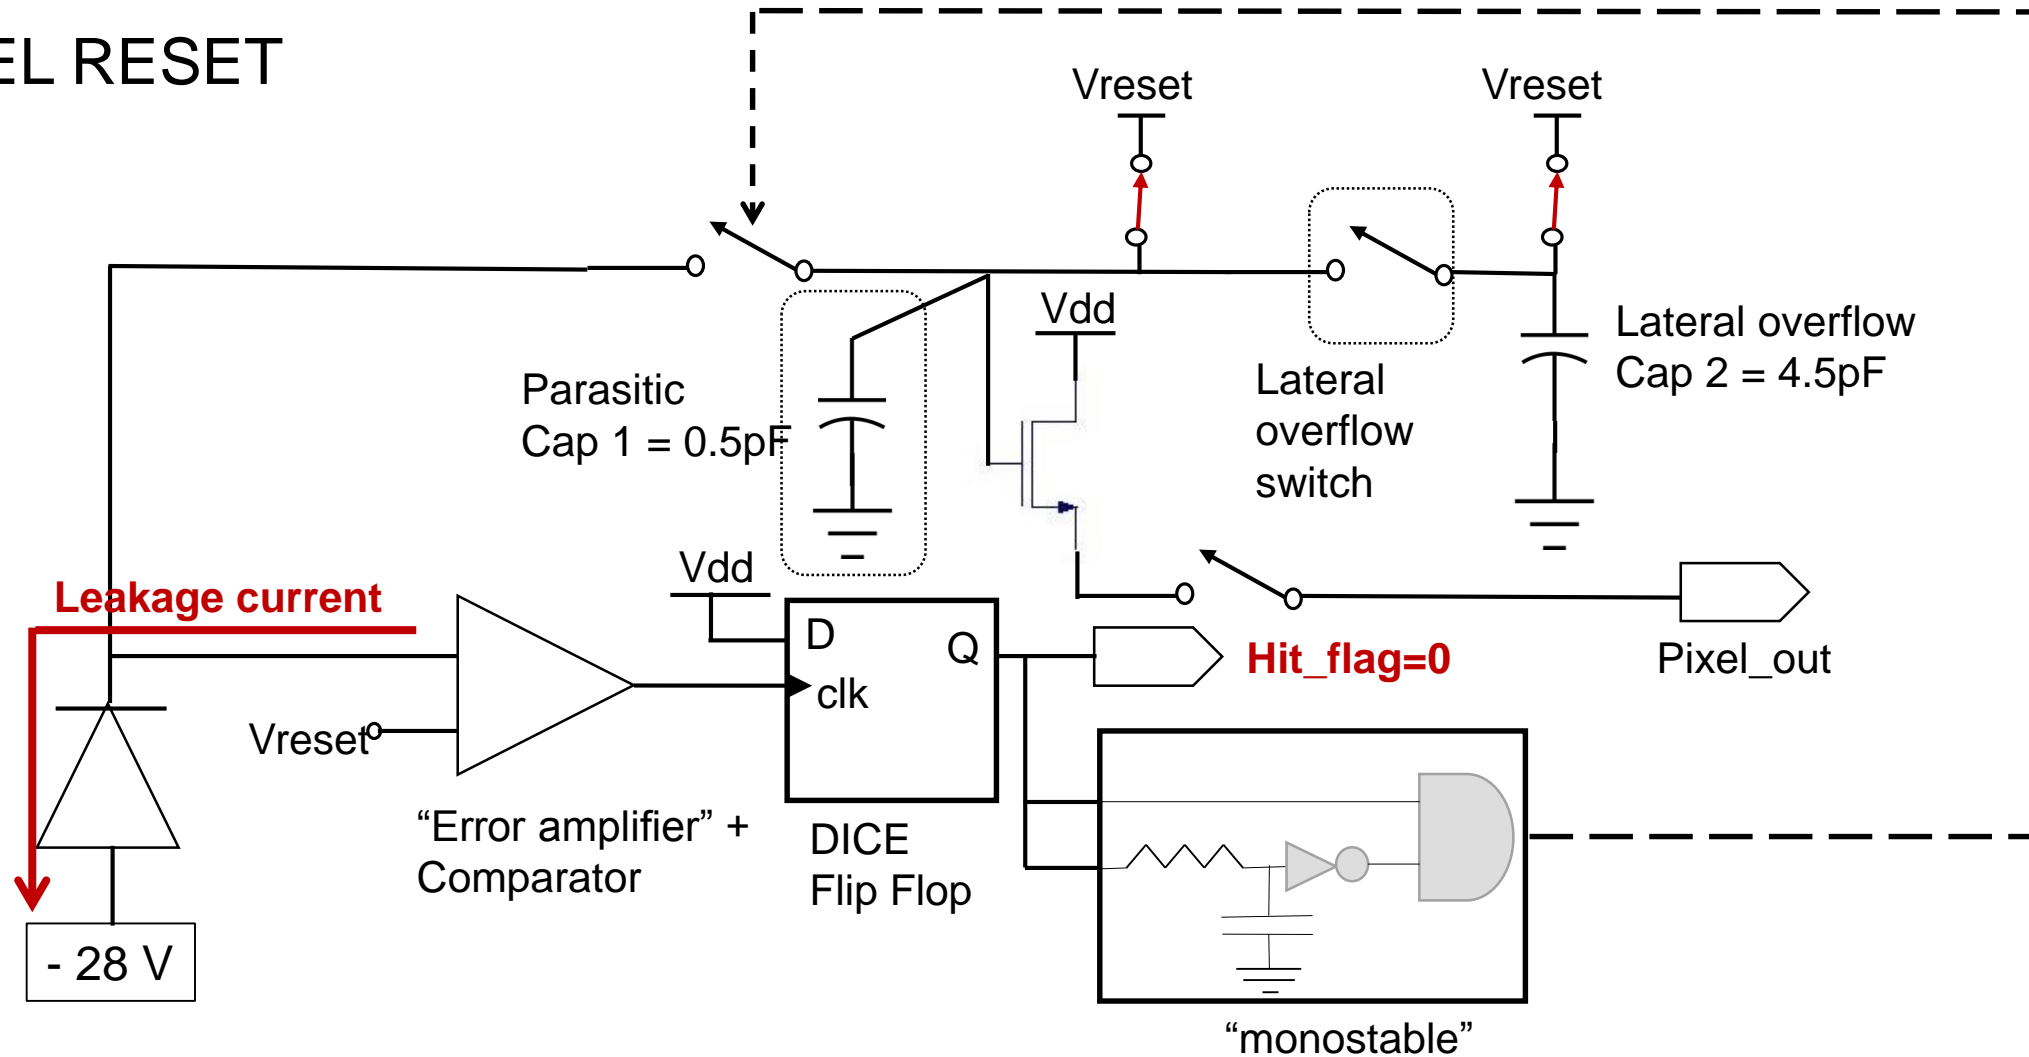 EL RESET
Vreset
Vreset
Vdd
Lateral overflow
Cap 2 = 4.5pF
Parasitic
Cap 1 = 0.5pF
Lateral
overflow
switch
Vdd
Leakage current
D
Q
clk
Hit_flag=0
Pixel_out
Vreset
“Error amplifier” +
Comparator
DICE
Flip Flop
- 28 V
“monostable”